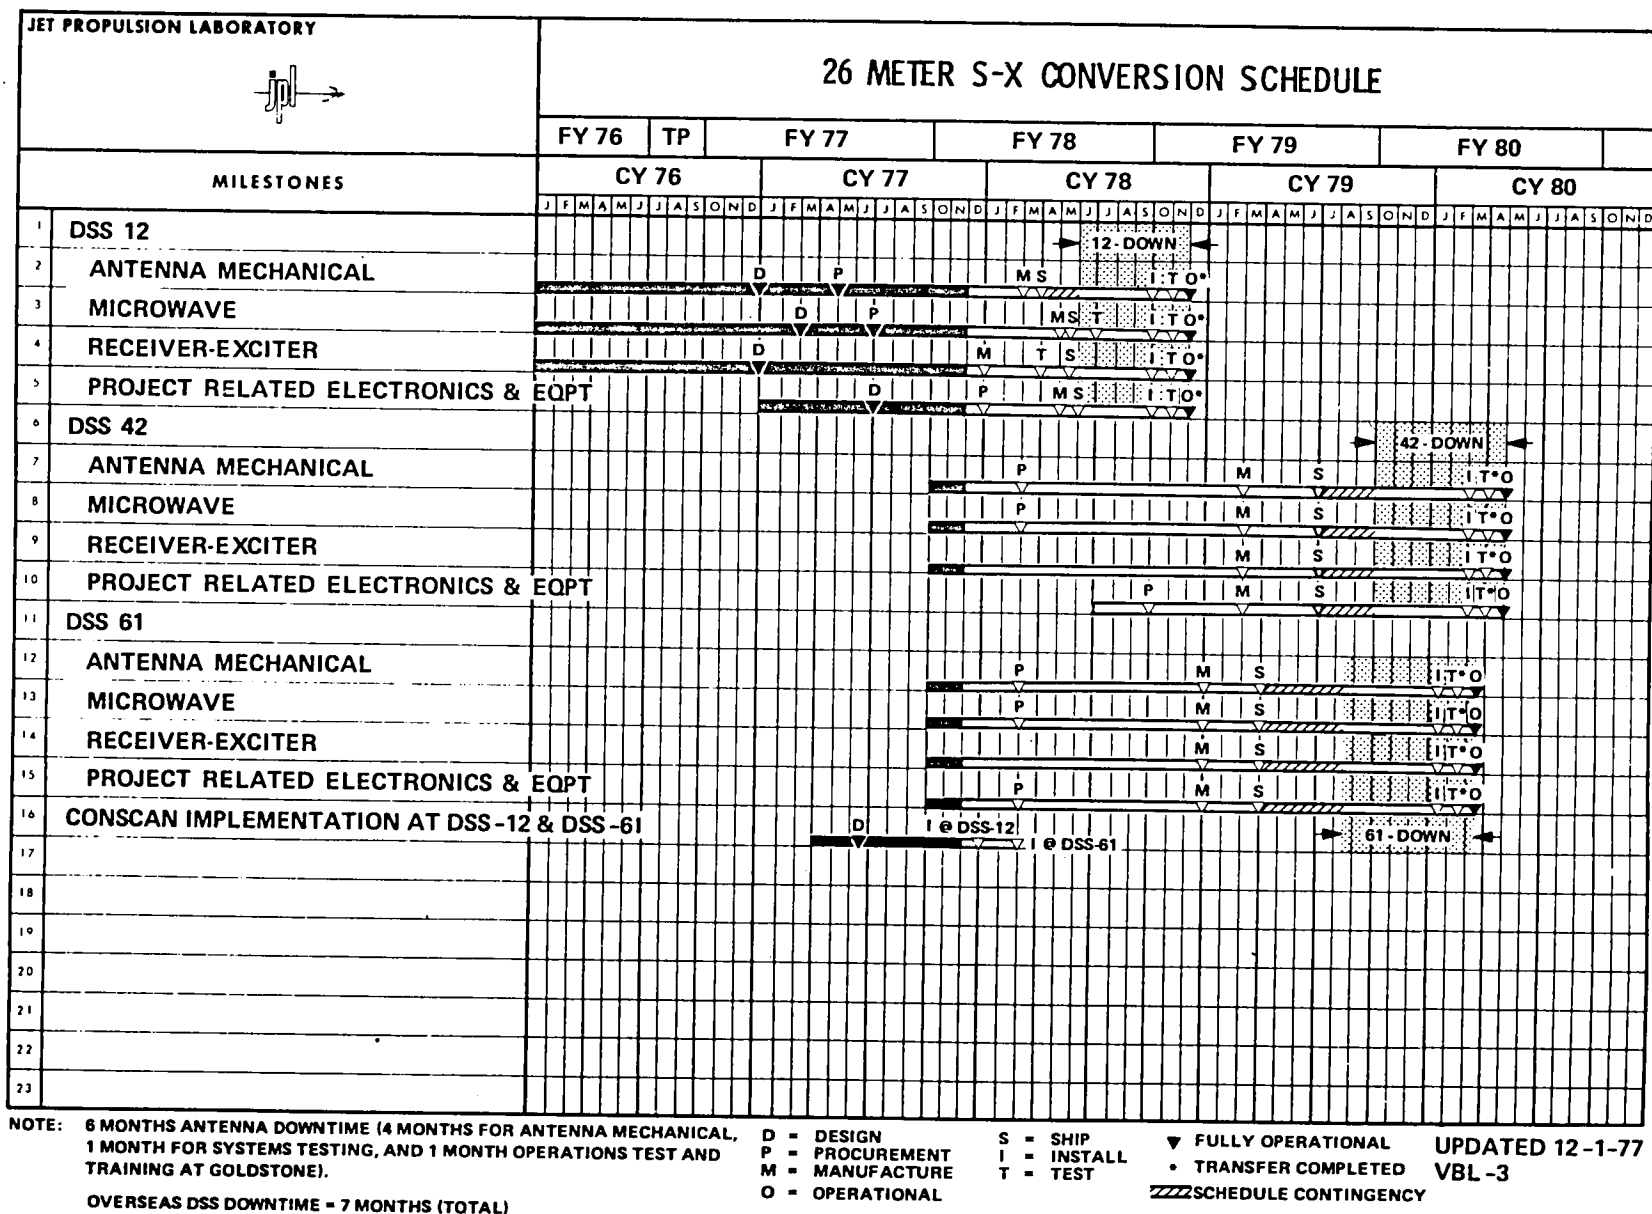 JET PROPULSION LABORATORY
jpl
26 METER S-X CONVERSION SCHEDULE
FY 76 TP FY 77 FY 78 FY 79 FY 80
MILESTONES CY 76 CY 77 CY 78 CY 79 CY 80
J F M A M J J A S O N D J F M A M J J A S O N D J F M A M J J A S O N D J F M A M J J A S O N D J F M A M J J A S O N D
1 DSS 12 12-DOWN
2 ANTENNA MECHANICAL D P M S I T O*
3 MICROWAVE D P M S T I T O*
4 RECEIVER-EXCITER D M T S I T O*
5 PROJECT RELATED ELECTRONICS & EQPT D P M S I T O*
6 DSS 42 42-DOWN
7 ANTENNA MECHANICAL P M S I T*O
8 MICROWAVE P M S I T*O
9 RECEIVER-EXCITER M S I T*O
10 PROJECT RELATED ELECTRONICS & EQPT P M S I T*O
11 DSS 61
12 ANTENNA MECHANICAL P M S I T*O
13 MICROWAVE P M S I T*O
14 RECEIVER-EXCITER M S I T*O
15 PROJECT RELATED ELECTRONICS & EQPT P M S I T*O
16 CONSCAN IMPLEMENTATION AT DSS-12 & DSS-61 D I @ DSS-12 61-DOWN
17 I @ DSS-61
18
19
20
21
22
23
NOTE: 6 MONTHS ANTENNA DOWNTIME (4 MONTHS FOR ANTENNA MECHANICAL,
1 MONTH FOR SYSTEMS TESTING, AND 1 MONTH OPERATIONS TEST AND
TRAINING AT GOLDSTONE).
OVERSEAS DSS DOWNTIME = 7 MONTHS (TOTAL)
D = DESIGN
P = PROCUREMENT
M = MANUFACTURE
O = OPERATIONAL
S = SHIP
I = INSTALL
T = TEST
▼ FULLY OPERATIONAL
* TRANSFER COMPLETED
SCHEDULE CONTINGENCY
UPDATED 12-1-77
VBL-3